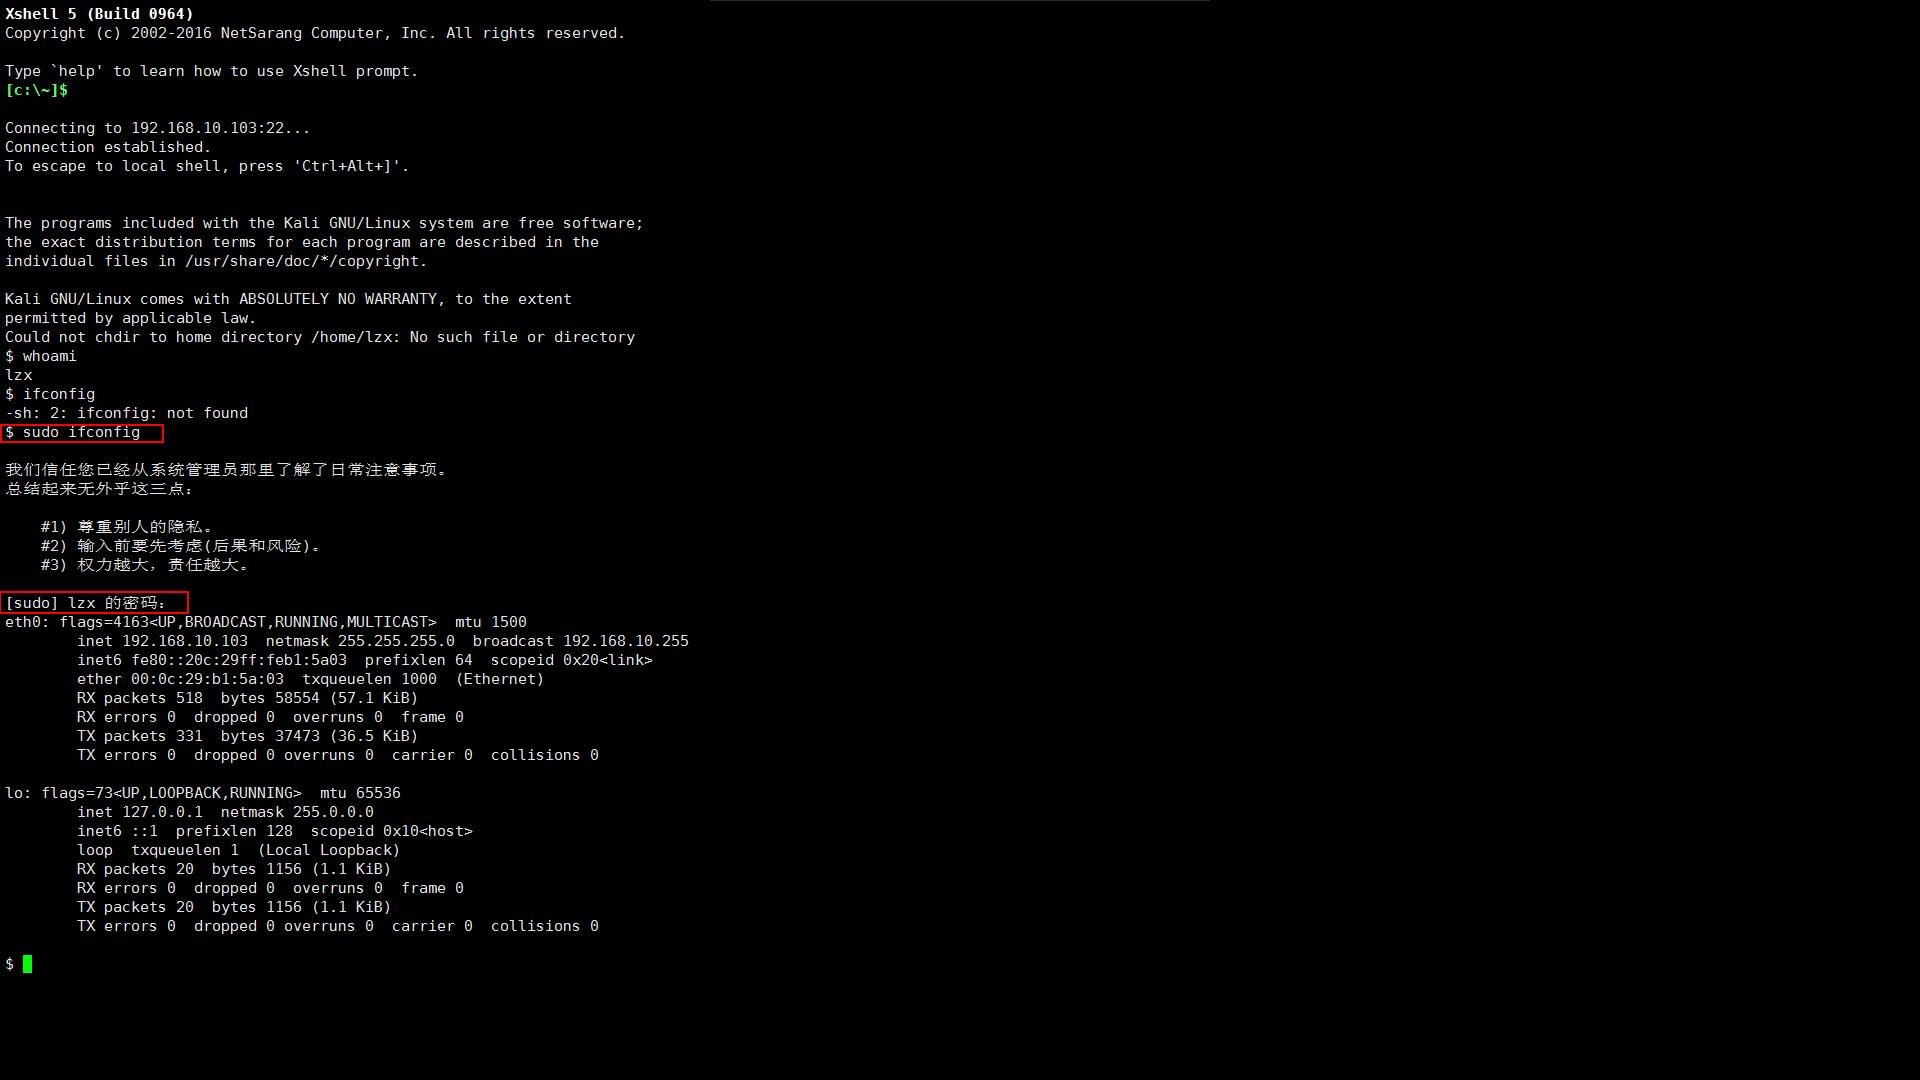 Xshell 5 (Build 0964)
Copyright (c) 2002-2016 NetSarang Computer, Inc. All rights reserved.
Type `help' to learn how to use Xshell prompt.
[c:\~]$
Connecting to 192.168.10.103:22...
Connection established.
To escape to local shell, press 'Ctrl+Alt+]'.
The programs included with the Kali GNU/Linux system are free software;
the exact distribution terms for each program are described in the
individual files in /usr/share/doc/*/copyright.
Kali GNU/Linux comes with ABSOLUTELY NO WARRANTY, to the extent
permitted by applicable law.
Could not chdir to home directory /home/lzx: No such file or directory
$ whoami
lzx
$ ifconfig
-sh: 2: ifconfig: not found
$ sudo ifconfig
我们信任您已经从系统管理员那里了解了日常注意事项。
总结起来无外乎这三点：
#1) 尊重别人的隐私。
#2) 输入前要先考虑(后果和风险)。
#3) 权力越大，责任越大。
[sudo] lzx 的密码：
eth0: flags=4163<UP,BROADCAST,RUNNING,MULTICAST>  mtu 1500
inet 192.168.10.103  netmask 255.255.255.0  broadcast 192.168.10.255
inet6 fe80::20c:29ff:feb1:5a03  prefixlen 64  scopeid 0x20<link>
ether 00:0c:29:b1:5a:03  txqueuelen 1000  (Ethernet)
RX packets 518  bytes 58554 (57.1 KiB)
RX errors 0  dropped 0  overruns 0  frame 0
TX packets 331  bytes 37473 (36.5 KiB)
TX errors 0  dropped 0 overruns 0  carrier 0  collisions 0
lo: flags=73<UP,LOOPBACK,RUNNING>  mtu 65536
inet 127.0.0.1  netmask 255.0.0.0
inet6 ::1  prefixlen 128  scopeid 0x10<host>
loop  txqueuelen 1  (Local Loopback)
RX packets 20  bytes 1156 (1.1 KiB)
RX errors 0  dropped 0  overruns 0  frame 0
TX packets 20  bytes 1156 (1.1 KiB)
TX errors 0  dropped 0 overruns 0  carrier 0  collisions 0
$